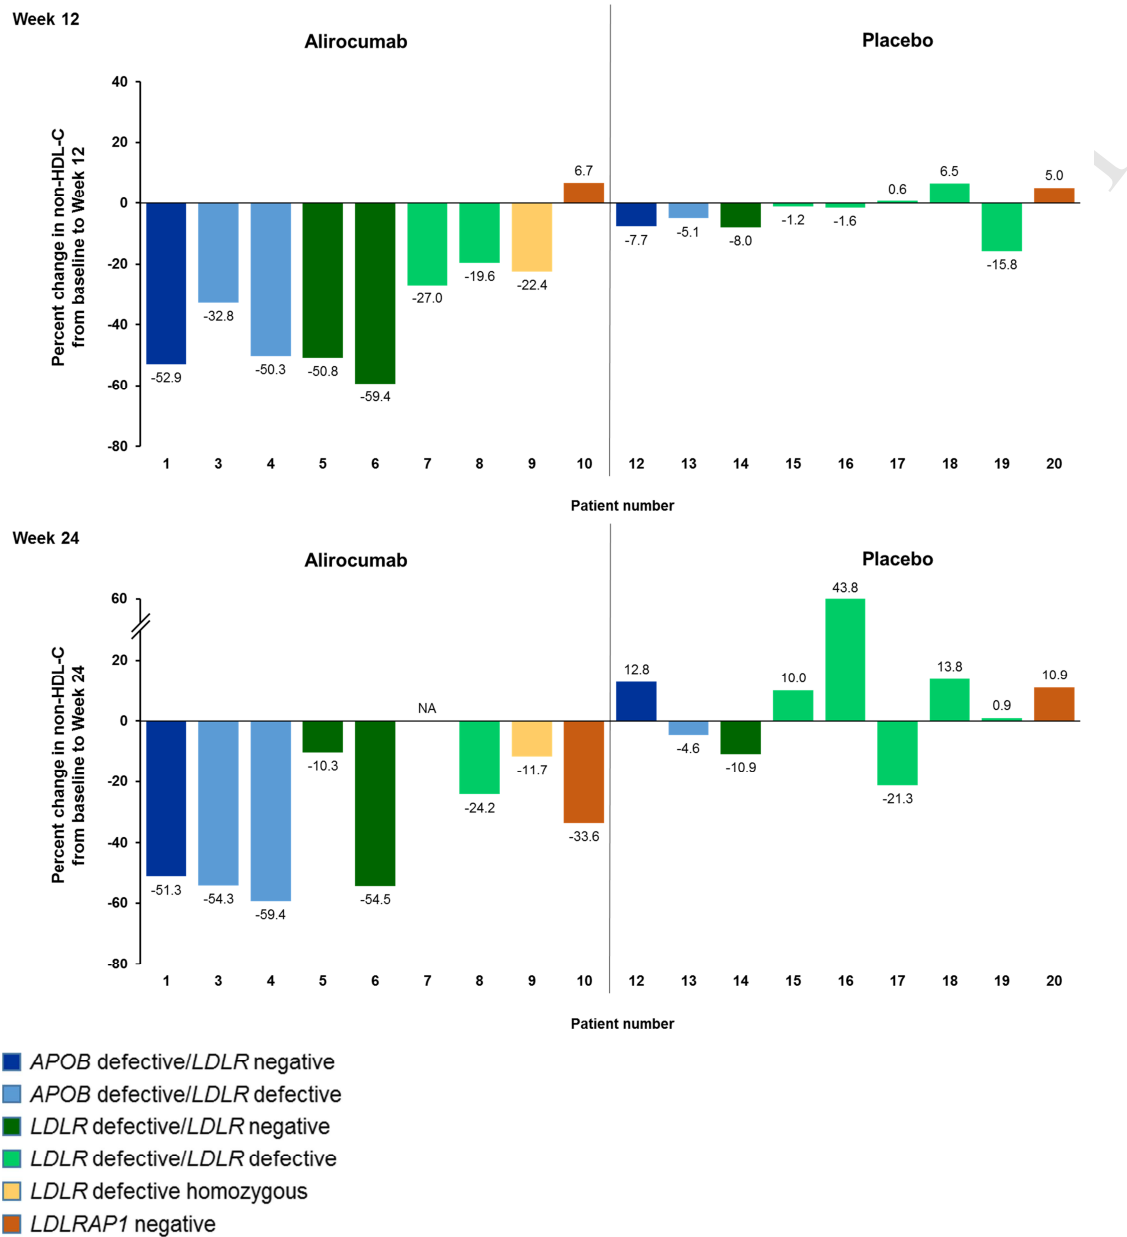 Week 12
Alirocumab
Placebo
Percent change in non-HDL-C
from baseline to Week 12
40
20
0
-20
-40
-60
-80
-52.9
-32.8
-50.3
-50.8
-59.4
-27.0
-19.6
-22.4
6.7
-7.7
-5.1
-8.0
-1.2
-1.6
0.6
6.5
-15.8
5.0
1 3 4 5 6 7 8 9 10 12 13 14 15 16 17 18 19 20
Patient number
Week 24
Alirocumab
Placebo
Percent change in non-HDL-C
from baseline to Week 24
60
20
0
-20
-40
-60
-80
-51.3
-54.3
-59.4
-10.3
-54.5
NA
-24.2
-11.7
-33.6
12.8
-4.6
-10.9
10.0
43.8
-21.3
13.8
0.9
10.9
1 3 4 5 6 7 8 9 10 12 13 14 15 16 17 18 19 20
Patient number
APOB defective/LDLR negative
APOB defective/LDLR defective
LDLR defective/LDLR negative
LDLR defective/LDLR defective
LDLR defective homozygous
LDLRAP1 negative